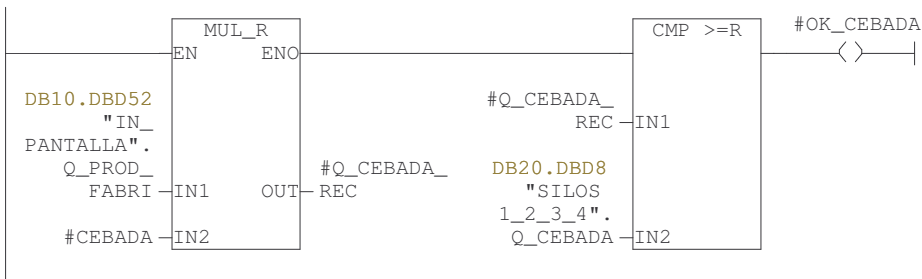 MUL_R
EN ENO
DB10.DBD52
"IN_
PANTALLA".
Q_PROD_
FABRI IN1
#CEBADA IN2
OUT #Q_CEBADA_
REC
CMP >=R
#Q_CEBADA_
REC IN1
DB20.DBD8
"SILOS
1_2_3_4".
Q_CEBADA IN2
#OK_CEBADA